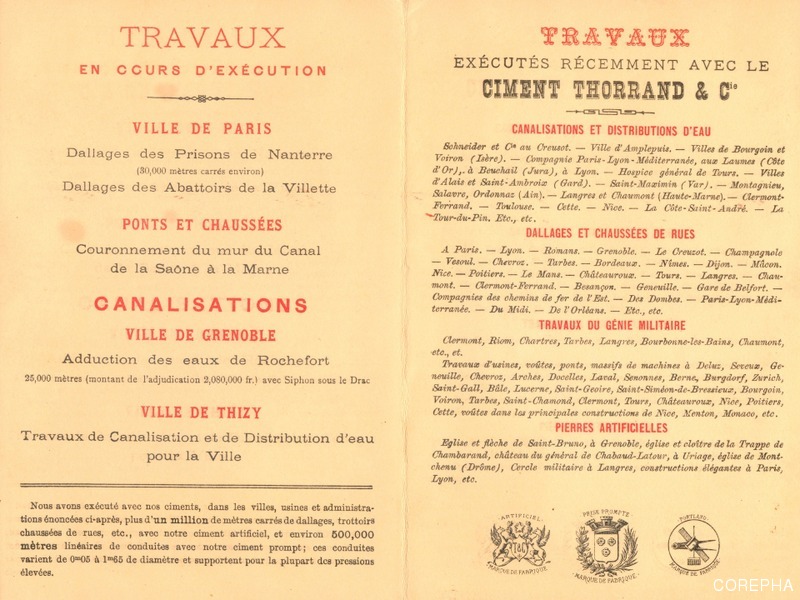 TRAVAUX
EN CCURS D'EXÉCUTION
VILLE DE PARIS
Dallages des Prisons de Nanterre
(30,000 mètres carrés environ)
Dallages des Abattoirs de la Villette
PONTS ET CHAUSSÉES
Couronnement du mur du Canal
de la Saône à la Marne
CANALISATIONS
VILLE DE GRENOBLE
Adduction des eaux de Rochefort
25,000 mètres (montant de l'adjudication 2,080,000 fr.) avec Siphon sous le Drac
VILLE DE THIZY
Travaux de Canalisation et de Distribution d'eau
pour la Ville
Nous avons exécuté avec nos ciments, dans les villes, usines et administra-
tions énoncées ci-après, plus d'un million de mètres carrés de dallages, trottoirs
chaussées de rues, etc., avec notre ciment artificiel, et environ 500,000
mètres linéaires de conduites avec notre ciment prompt; ces conduites
varient de 0m05 à 1m65 de diamètre et supportent pour la plupart des pressions
élevées.
TRAVAUX
EXÉCUTÉS RÉCEMMENT AVEC LE
CIMENT THORRAND & Cie
CANALISATIONS ET DISTRIBUTIONS D'EAU
Schneider et Ce au Creusot. — Ville d'Amplepuis. — Villes de Bourgoin et
Voiron (Isère). — Compagnie Paris-Lyon-Méditerranée, aux Laumes (Côte
d'Or),. à Beuchail (Jura), à Lyon. — Hospice général de Tours. — Villes
d'Alais et Saint-Ambroix (Gard). — Saint-Maximin (Var). — Montagnieu,
Salavre, Ordonnaz (Ain). — Langres et Chaumont (Haute-Marne). — Clermont-
Ferrand. — Toulouse. — Cette. — Nice. — La Côte-Saint-André. — La
Tour-du-Pin. Etc., etc.
DALLAGES ET CHAUSSÉES DE RUES
A Paris. — Lyon. — Romans. — Grenoble. — Le Creuzot. — Champagnole
— Vesoul. — Chevroz. — Tarbes. — Bordeaux. — Nîmes. — Dijon. — Mâcon.
Nice. — Poitiers. — Le Mans. — Châteauroux. — Tours. — Langres. — Chau-
mont. — Clermont-Ferrand. — Besançon. — Geneuille. — Gare de Belfort. —
Compagnies des chemins de fer de l'Est. — Des Dombes. — Paris-Lyon-Médi-
terranée. — Du Midi. — De l'Orléans. — Etc., etc.
TRAVAUX DU GÉNIE MILITAIRE
Clermont, Riom, Chartres, Tarbes, Langres, Bourbonne-les-Bains, Chaumont,
etc., et.
Travaux d'usines, voûtes, ponts, massifs de machines à Deluz, Seveux, Ge-
neuille, Chevroz, Arches, Docelles, Laval, Senonnes, Berne, Burgdorf, Zurich,
Saint-Gall, Bâle, Lucerne, Saint-Geoire, Saint-Siméon-de-Bressieux, Bourgoin,
Voiron, Tarbes, Saint-Chamond, Clermont, Tours, Châteauroux, Nice, Poitiers,
Cette, voûtes dans les principales constructions de Nice, Menton, Monaco, etc.
PIERRES ARTIFICIELLES
Eglise et flèche de Saint-Bruno, à Grenoble, église et cloître de la Trappe de
Chambarand, château du général de Chabaud-Latour, à Uriage, église de Mont-
chenu (Drôme), Cercle militaire à Langres, constructions élégantes à Paris,
Lyon, etc.
ARTIFICIEL
MARQUE DE FABRIQUE
PRISE PROMPTE
MARQUE DE FABRIQUE
PORTLAND
MARQUE DE FABRIQUE
COREPHA